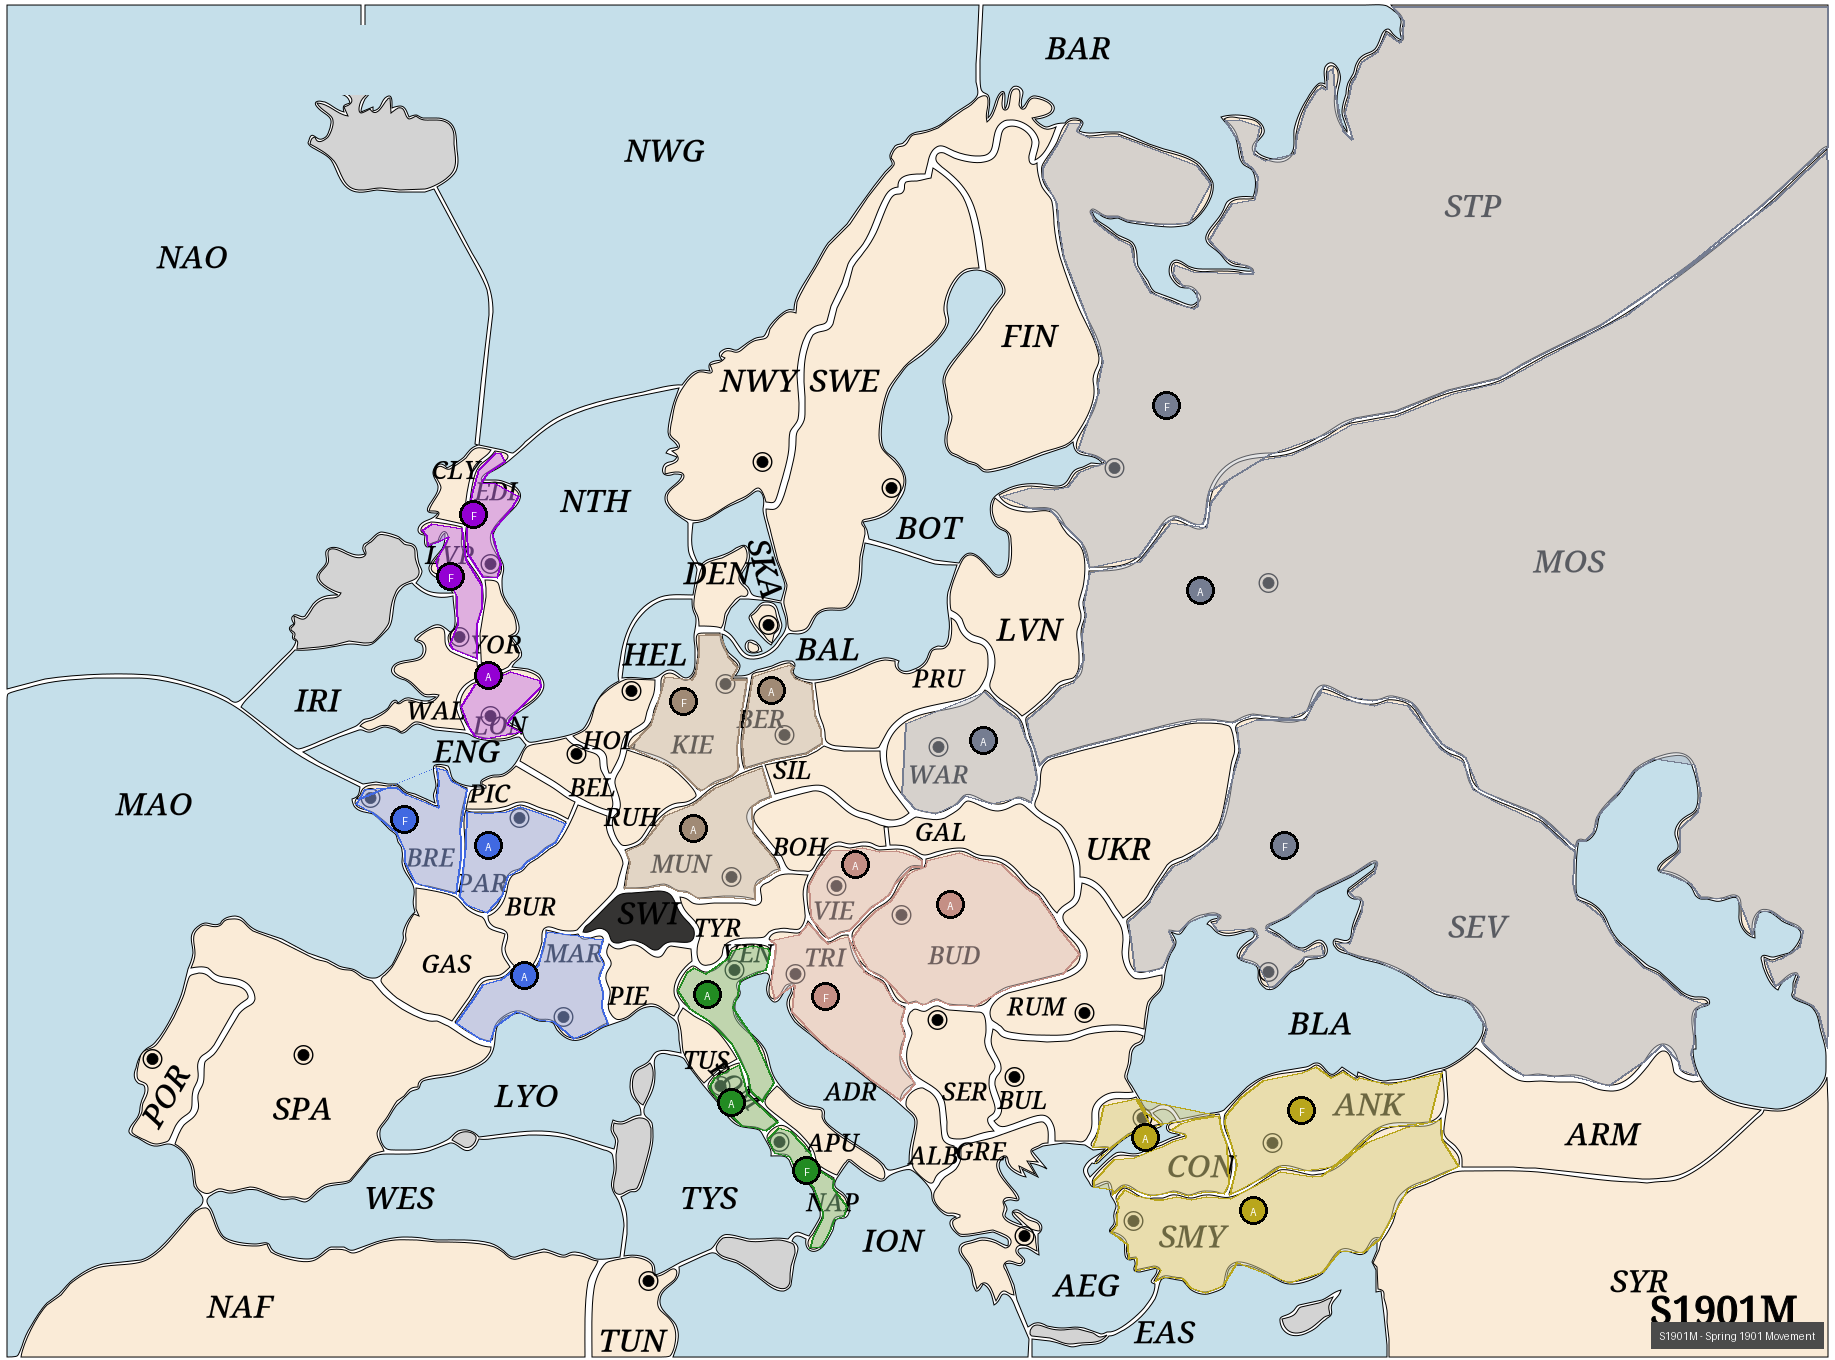 BAR
NWG
STP
NAO
FIN
NWY
SWE
CLY
EDI
NTH
BOT
LVP
SKA
DEN
MOS
YOR
HEL
BAL
LVN
IRI
WAL
LON
PRU
ENG
HOL
KIE
BER
WAR
MAO
PIC
BEL
SIL
RUH
BOH
GAL
UKR
BRE
PAR
MUN
BUR
SWI
TYR
VIE
SEV
GAS
MAR
VEN
TRI
BUD
PIE
RUM
BLA
POR
SPA
LYO
TUS
ROM
ADR
SER
BUL
ANK
APU
ALB
GRE
CON
ARM
WES
TYS
NAP
ION
SMY
NAF
TUN
AEG
EAS
SYR
S1901M
S1901M - Spring 1901 Movement
F
A
F
F
A
F
A
A
F
A
A
F
A
A
A
F
A
A
F
A
F
F
A
A